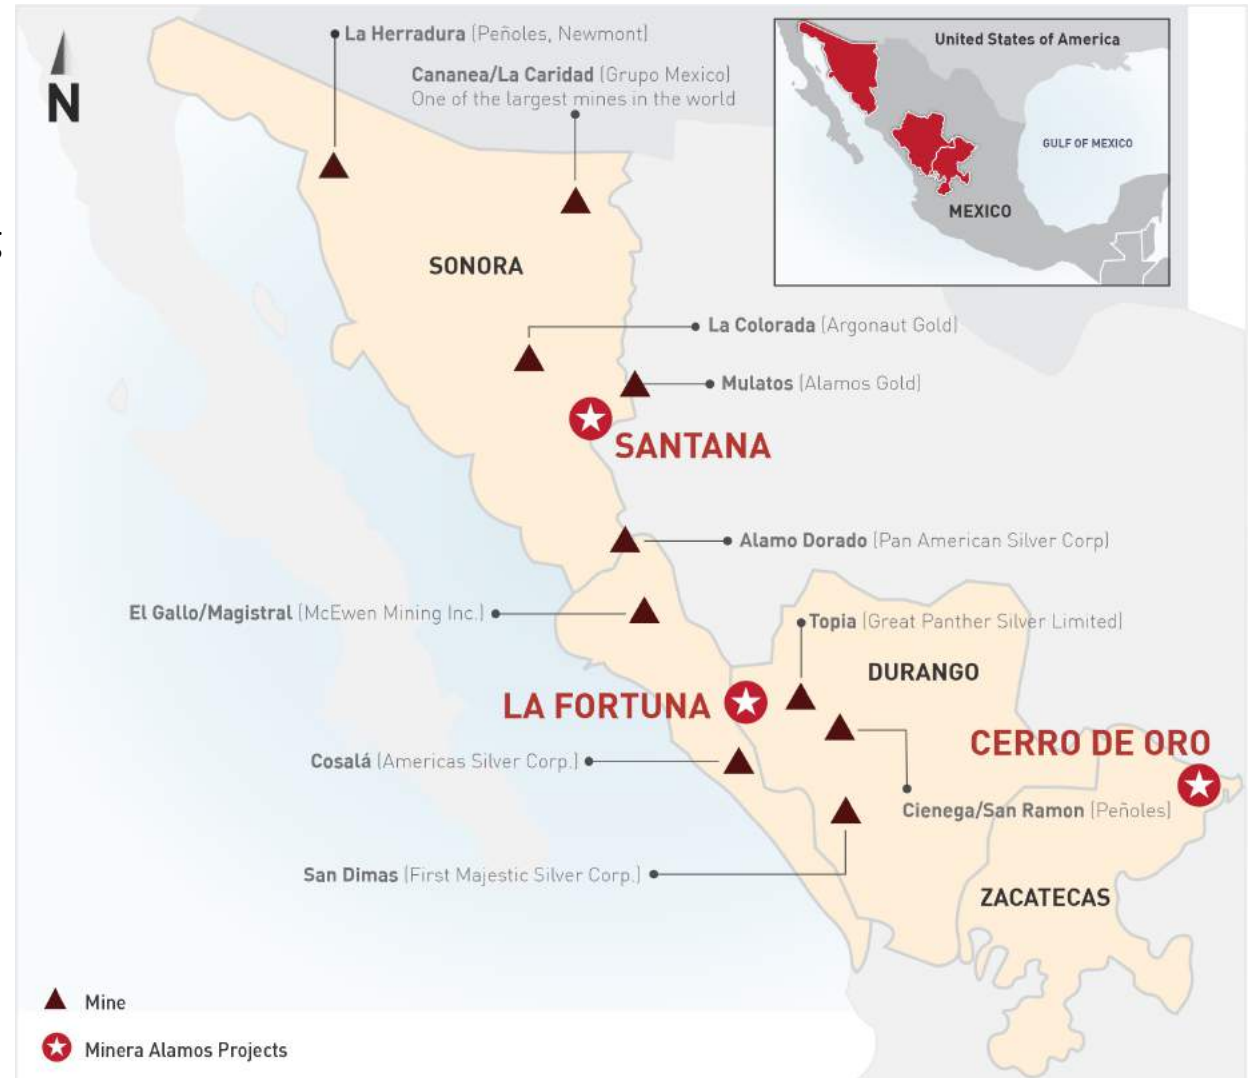 La Herradura (Peñoles, Newmont)
Cananea/La Caridad (Grupo Mexico)
One of the largest mines in the world
N
United States of America
GULF OF MEXICO
MEXICO
SONORA
La Colorada (Argonaut Gold)
Mulatos (Alamos Gold)
SANTANA
Alamo Dorado (Pan American Silver Corp)
El Gallo/Magistral (McEwen Mining Inc.)
Topia (Great Panther Silver Limited)
DURANGO
LA FORTUNA
CERRO DE ORO
Cosalá (Americas Silver Corp.)
Cienega/San Ramon (Peñoles)
San Dimas (First Majestic Silver Corp.)
ZACATECAS
Mine
Minera Alamos Projects